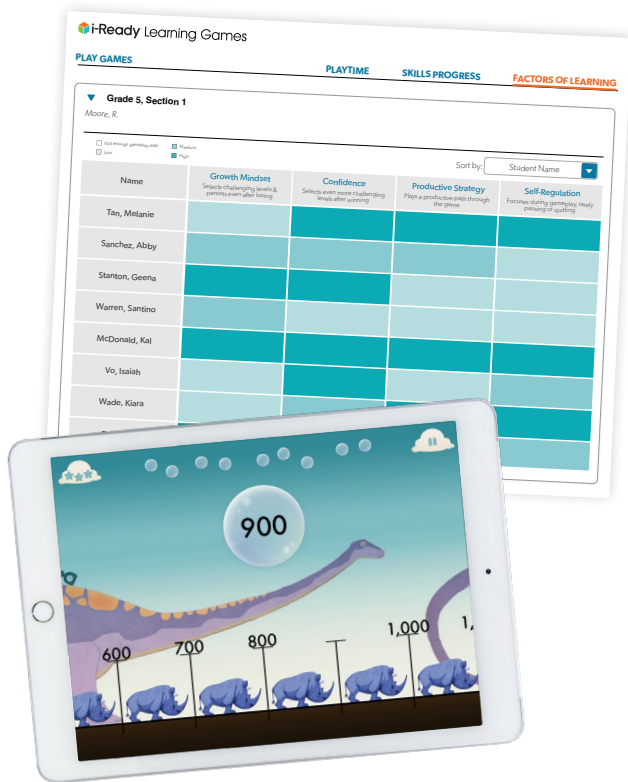 i-Ready Learning Games
PLAY GAMES
PLAYTIME
SKILLS PROGRESS
FACTORS OF LEARNING
Grade 5, Section 1
Moore, R.
Not enough gameplay data
Medium
Low
High
Sort by:
Student Name
Name
Growth Mindset
Selects challenging levels &
persists even after losing
Confidence
Selects even more challenging
levels after winning
Productive Strategy
Plays a productive path through
the game
Self-Regulation
Focuses during gameplay, rarely
pausing or quitting
Tan, Melanie
Sanchez, Abby
Stanton, Geena
Warren, Santino
McDonald, Kal
Vo, Isaiah
Wade, Kiara
900
600
700
800
1,000
1,